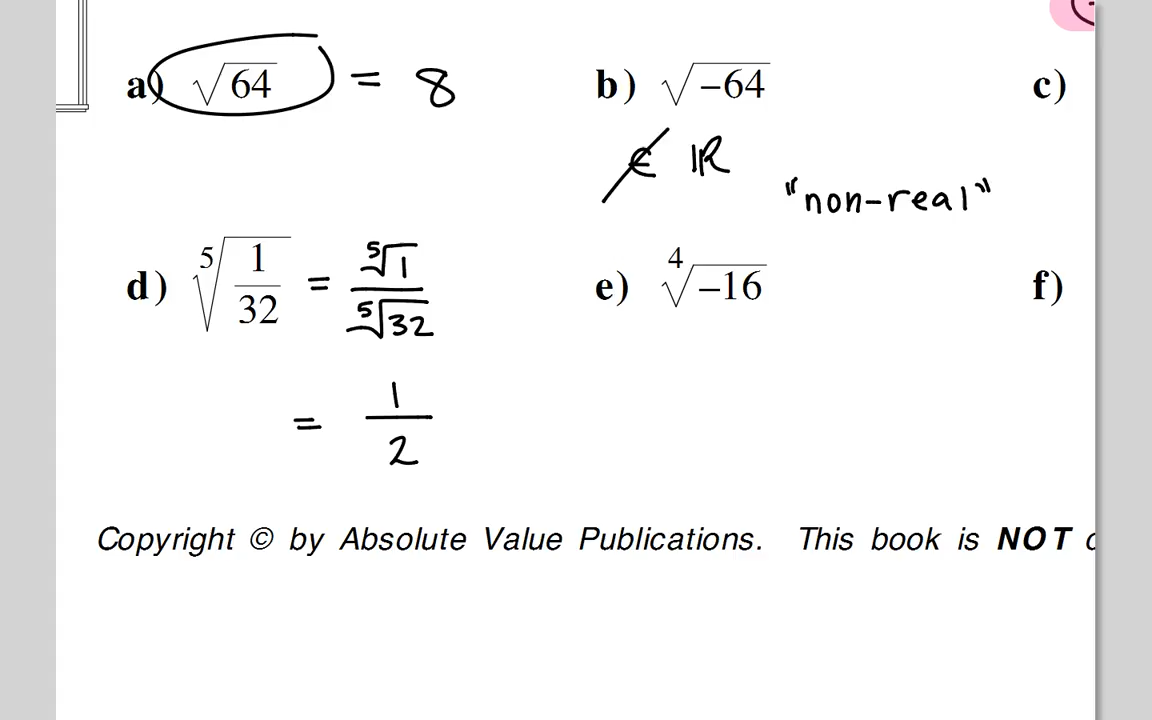 a) √64 = 8 b) √−64 c)
∉ ℝ
"non-real"
d) ⁵√(1/32) = ⁵√1 / ⁵√32 e) ⁴√−16 f)
= 1/2
Copyright © by Absolute Value Publications. This book is NOT